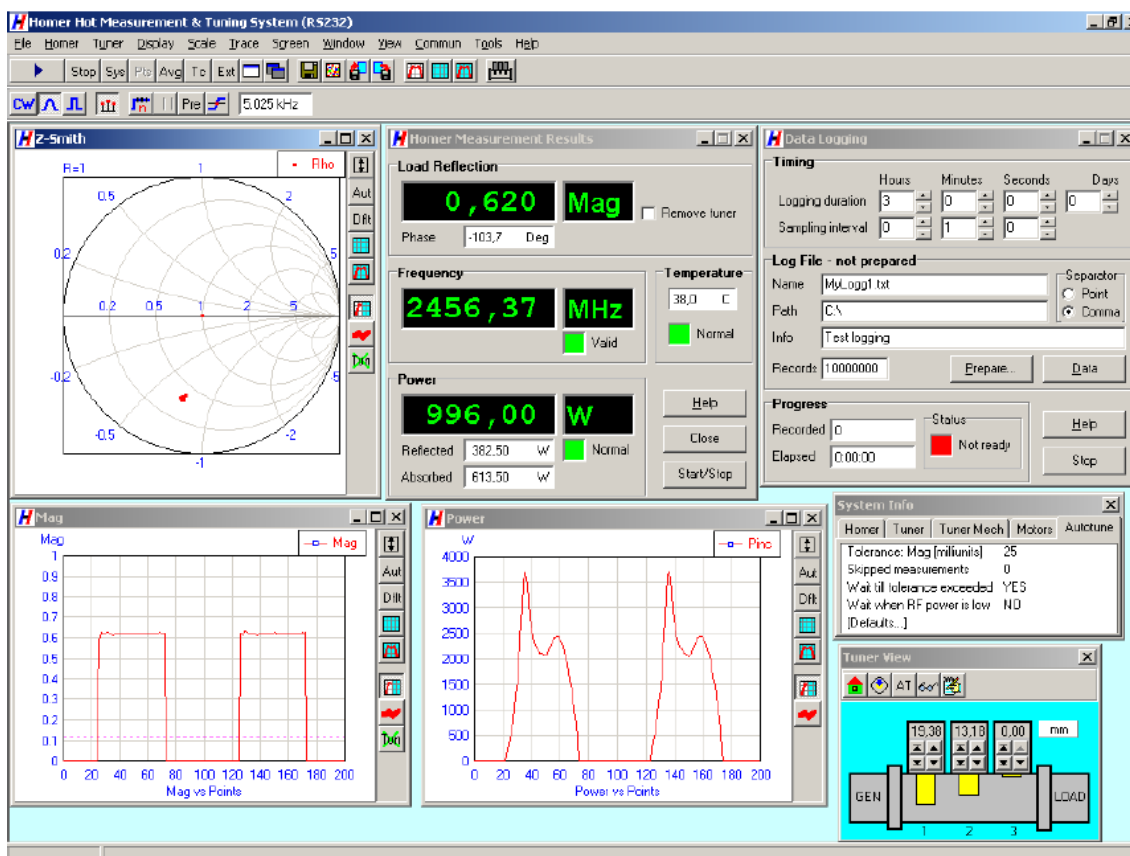 Homer Hot Measurement & Tuning System (RS232)
File Homer Tuner Display Scale Trace Screen Window View Commun Tools Help
Stop Sys Pts Avg Tc Ext
CW n Pre 5.025 kHz
Z-Smith
R=1 1 Rho
0.5 2
0.2 5
0.2 0.5 1 2 5
-0.2 -5
-0.5 -2
-1
Aut
Dflt
Tun
Homer Measurement Results
Load Reflection
0,620 Mag Remove tuner
Phase -103,7 Deg
Frequency
2456,37 MHz
Valid
Temperature
38,0 C
Normal
Power
996,00 W
Reflected 382.50 W Normal
Absorbed 613.50 W
Help
Close
Start/Stop
Data Logging
Timing
Hours Minutes Seconds Days
Logging duration 3 0 0 0
Sampling interval 0 1 0
Log File - not prepared
Name MyLogg1.txt
Path C:\
Info Test logging
Separator
Point
Comma
Records 10000000 Prepare... Data
Progress
Recorded 0
Elapsed 0:00:00
Status
Not ready
Help
Stop
Mag
Mag Mag
1
0.9
0.8
0.7
0.6
0.5
0.4
0.3
0.2
0.1
0
0 20 40 60 80 100 120 140 160 180 200
Mag vs Points
Aut
Dflt
Tun
Power
W Pinc
4000
3500
3000
2500
2000
1500
1000
500
0
0 20 40 60 80 100 120 140 160 180 200
Power vs Points
Aut
Dflt
System Info
Homer Tuner Tuner Mech Motors Autotune
Tolerance: Mag [milliunits] 25
Skipped measurements 0
Wait till tolerance exceeded YES
Wait when RF power is low NO
[Defaults...]
Tuner View
AT
19,38 13,18 0,00 mm
GEN LOAD
1 2 3